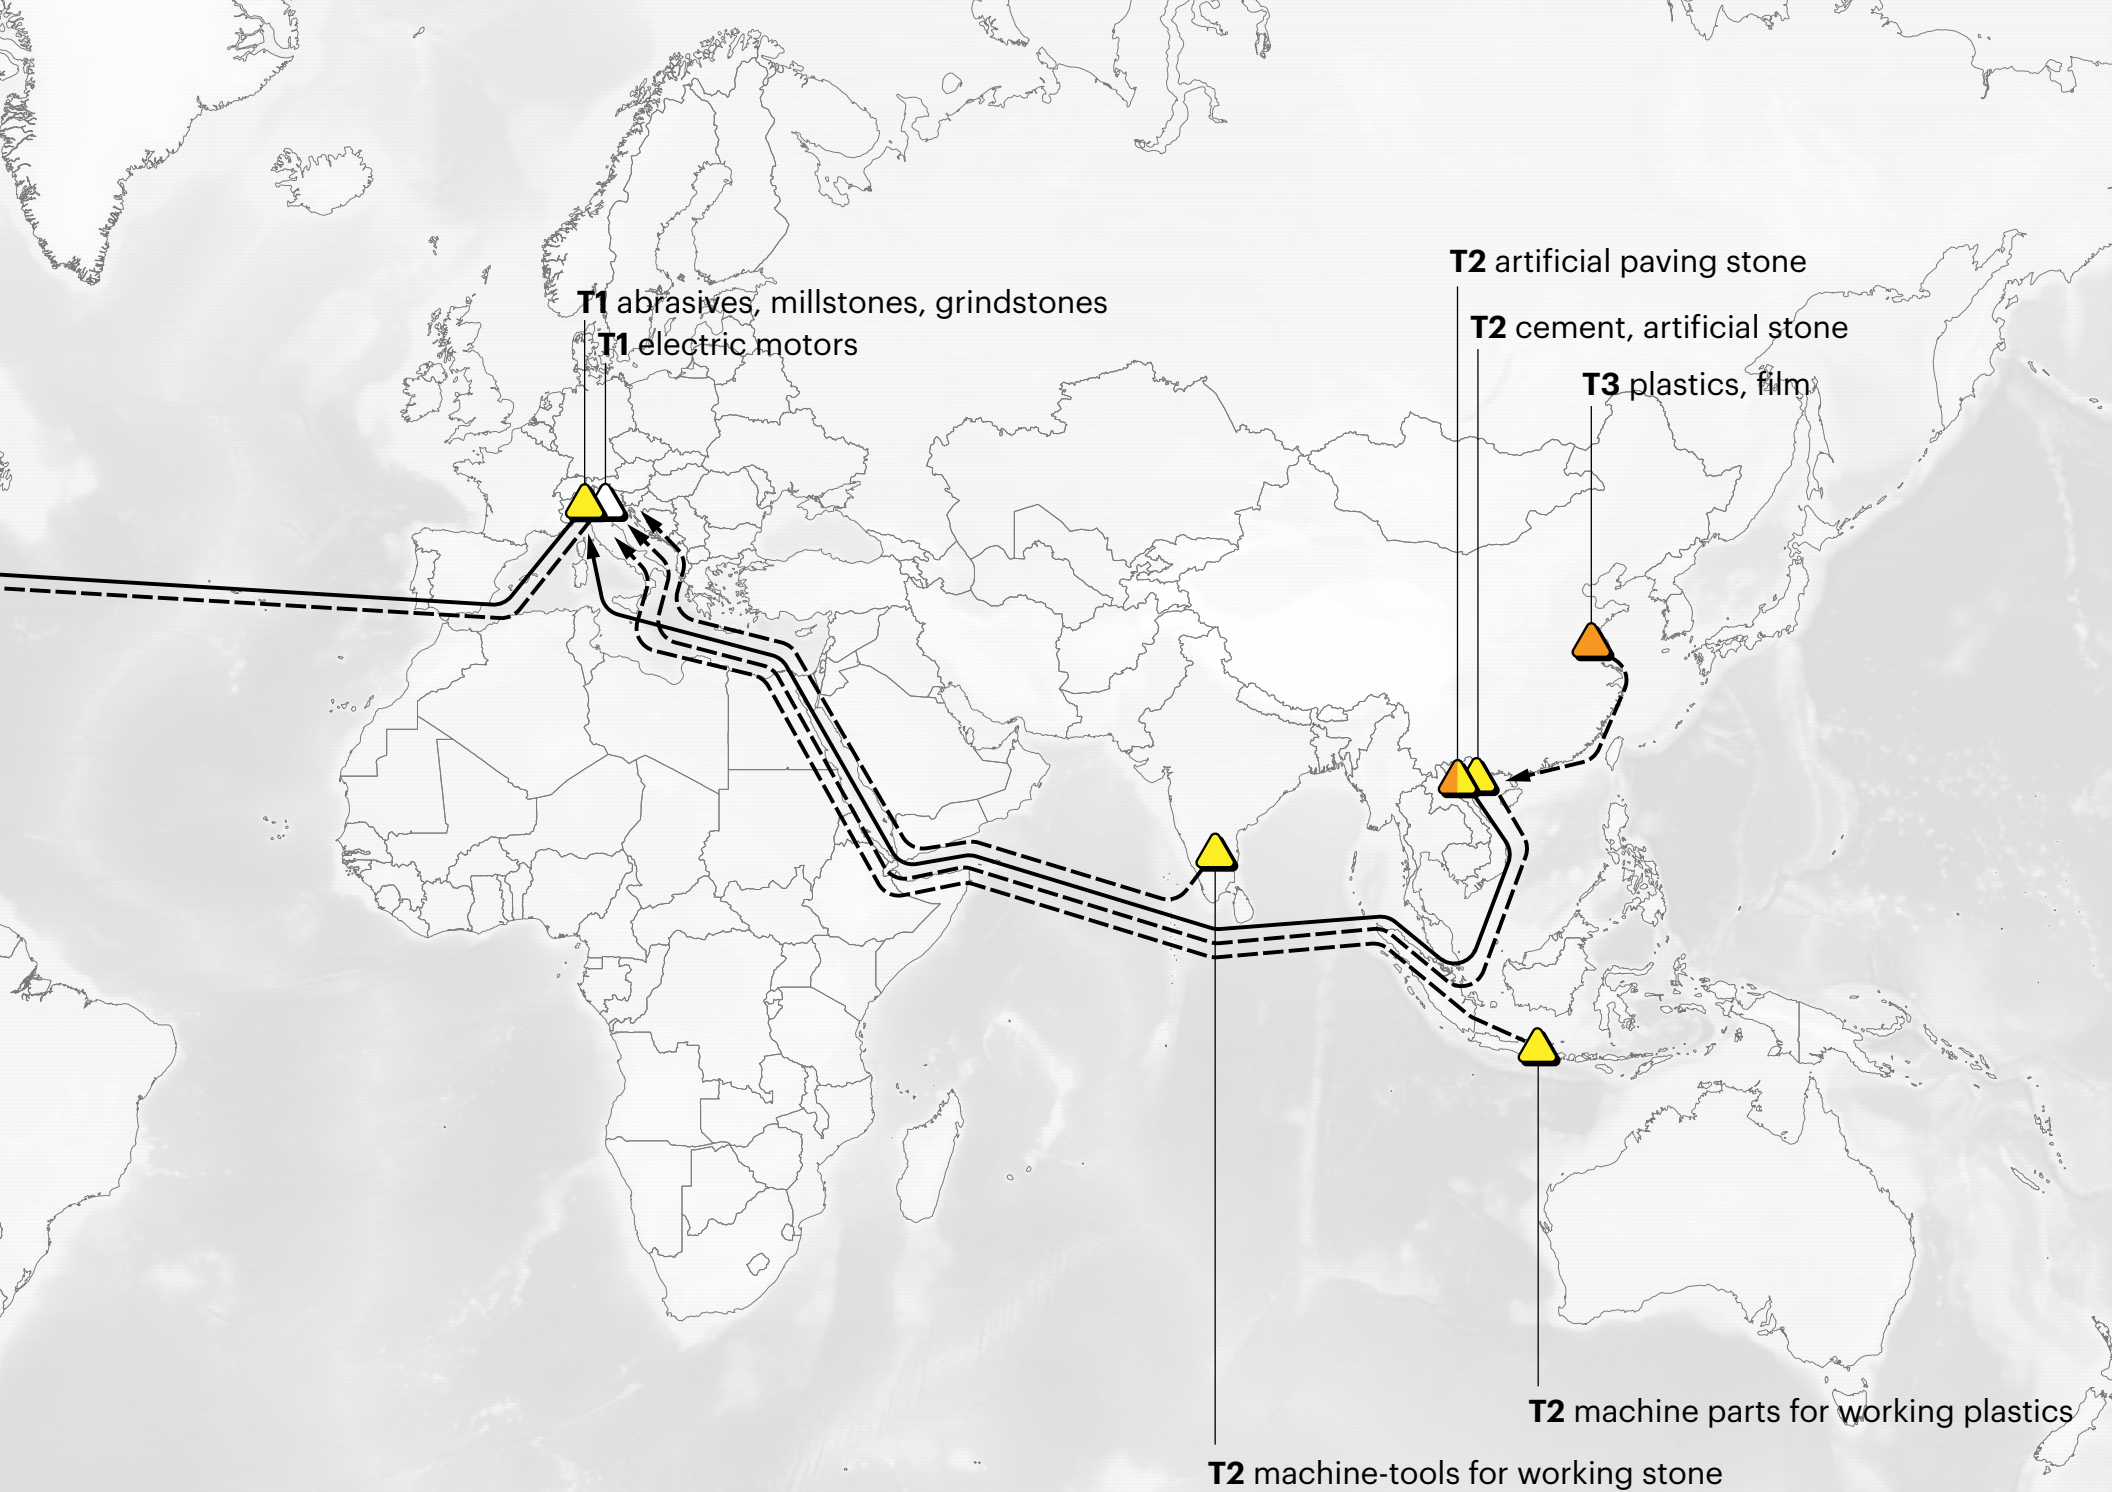 T2 artificial paving stone
T1 abrasives, millstones, grindstones
T2 cement, artificial stone
T1 electric motors
T3 plastics, film
T2 machine parts for working plastics
T2 machine-tools for working stone